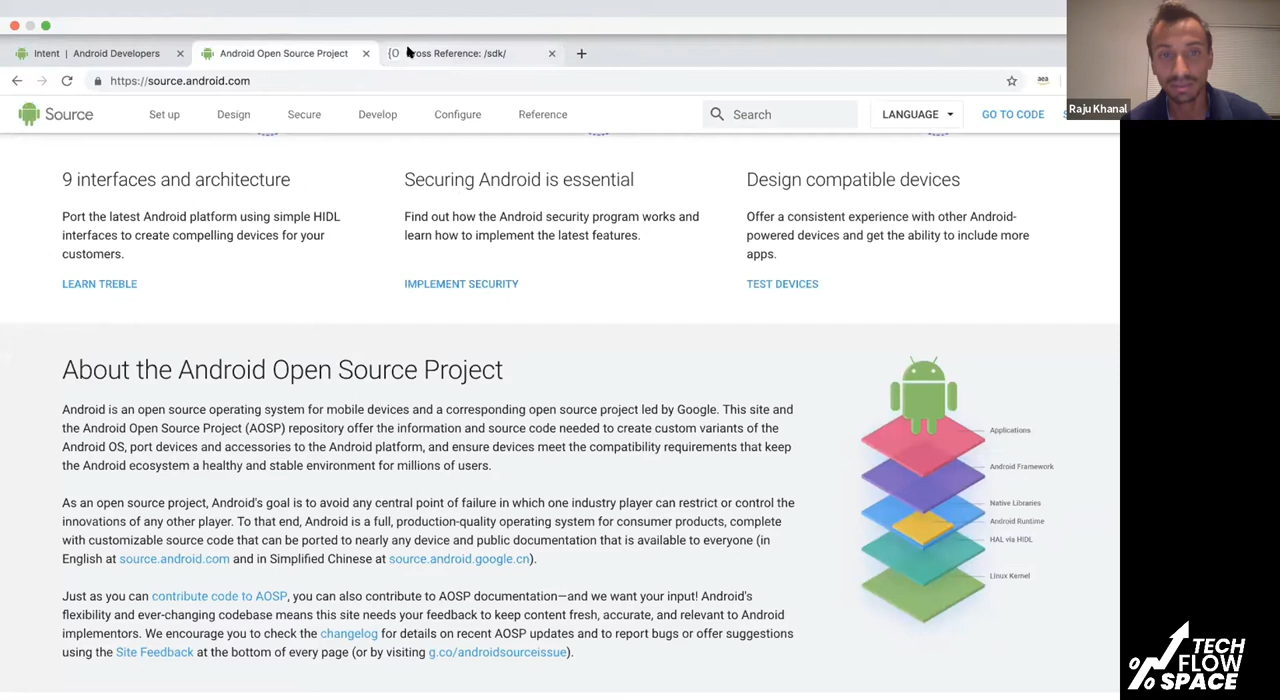 Intent | Android Developers
Android Open Source Project
{O
ross Reference: /sdk/
https://source.android.com
aea
Raju Khanal
Source
Set up
Design
Secure
Develop
Configure
Reference
Search
LANGUAGE
GO TO CODE
9 interfaces and architecture
Port the latest Android platform using simple HIDL
interfaces to create compelling devices for your
customers.
LEARN TREBLE
Securing Android is essential
Find out how the Android security program works and
learn how to implement the latest features.
IMPLEMENT SECURITY
Design compatible devices
Offer a consistent experience with other Android-
powered devices and get the ability to include more
apps.
TEST DEVICES
About the Android Open Source Project
Android is an open source operating system for mobile devices and a corresponding open source project led by Google. This site and
the Android Open Source Project (AOSP) repository offer the information and source code needed to create custom variants of the
Android OS, port devices and accessories to the Android platform, and ensure devices meet the compatibility requirements that keep
the Android ecosystem a healthy and stable environment for millions of users.
As an open source project, Android's goal is to avoid any central point of failure in which one industry player can restrict or control the
innovations of any other player. To that end, Android is a full, production-quality operating system for consumer products, complete
with customizable source code that can be ported to nearly any device and public documentation that is available to everyone (in
English at source.android.com and in Simplified Chinese at source.android.google.cn).
Just as you can contribute code to AOSP, you can also contribute to AOSP documentation—and we want your input! Android's
flexibility and ever-changing codebase means this site needs your feedback to keep content fresh, accurate, and relevant to Android
implementors. We encourage you to check the changelog for details on recent AOSP updates and to report bugs or offer suggestions
using the Site Feedback at the bottom of every page (or by visiting g.co/androidsourceissue).
Applications
Android Framework
Native Libraries
Android Runtime
HAL via HIDL
Linux Kernel
TECH
FLOW
SPACE